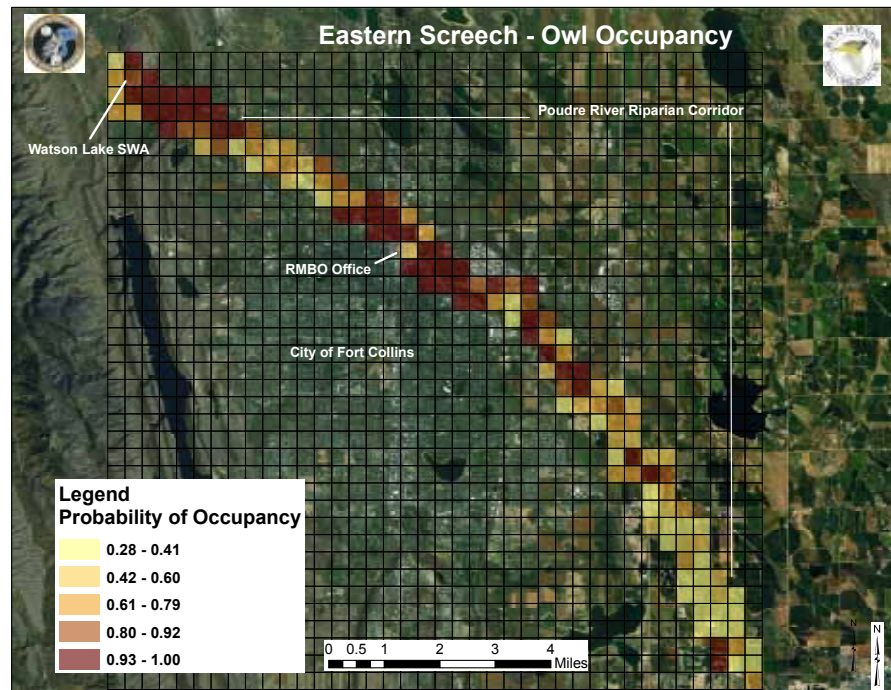 Eastern Screech - Owl Occupancy
Poudre River Riparian Corridor
Watson Lake SWA
RMBO Office
City of Fort Collins
Legend
Probability of Occupancy
0.28 - 0.41
0.42 - 0.60
0.61 - 0.79
0.80 - 0.92
0.93 - 1.00
0 0.5 1 2 3 4
Miles
N
N